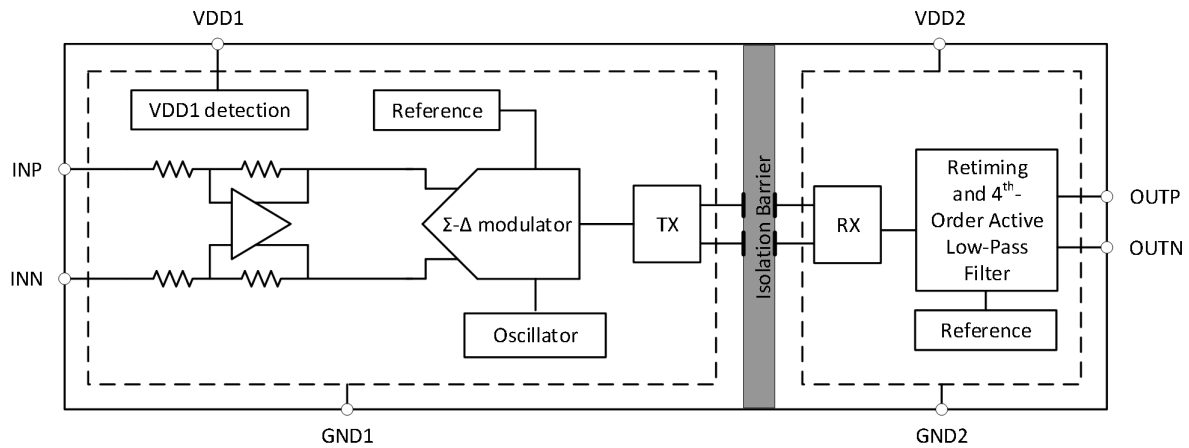 VDD1
VDD2
VDD1 detection
Reference
INP
INN
Σ-Δ modulator
Oscillator
TX
Isolation Barrier
RX
Retiming
and 4th-
Order Active
Low-Pass
Filter
Reference
OUTP
OUTN
GND1
GND2